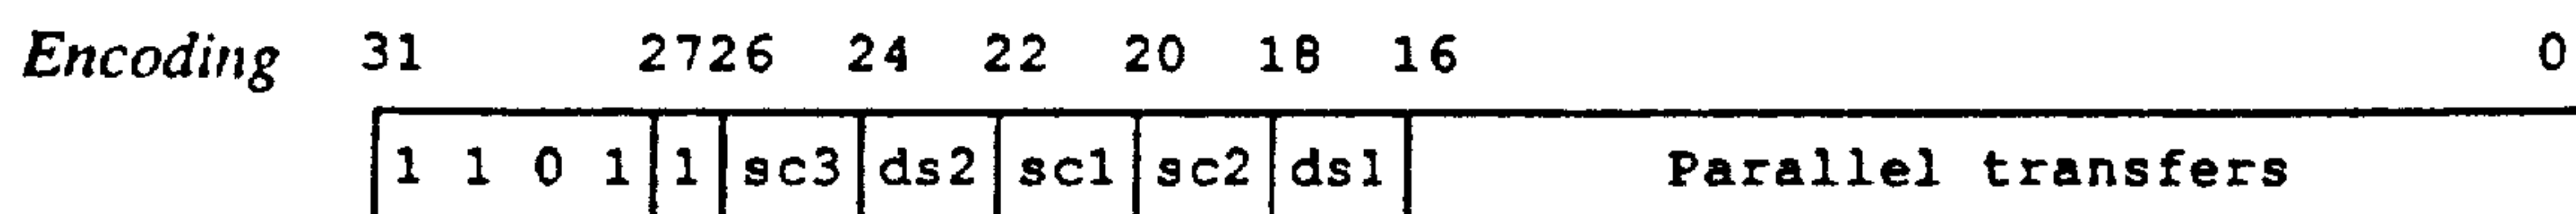 Encoding 31 2726 24 22 20 18 16 0
1 1 0 1 1 sc3 ds2 sc1 sc2 ds1 Parallel transfers